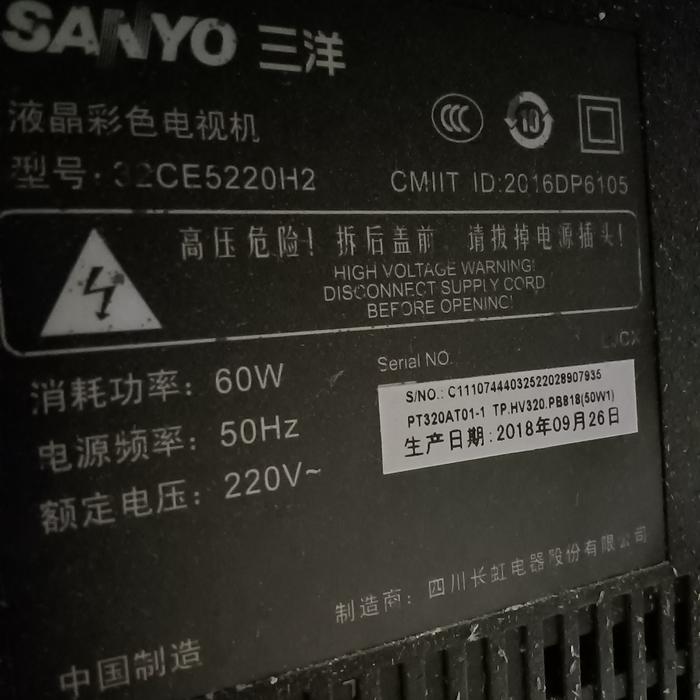 SANYO 三洋
液晶彩色电视机
10
型号: 32CE5220H2
CMIIT ID:2016DP6105
高压危险! 拆后盖前 请拔掉电源插头!
HIGH VOLTAGE WARNING!
DISCONNECT SUPPLY CORD
BEFORE OPENING!
消耗功率: 60W
电源频率: 50Hz
额定电压: 220V~
Serial NO.
S/NO.: C1110744403252202890​7935
PT320AT01-1 TP.HV320.PB818(50W1)
生产日期:2018年09月26日
制造商: 四川长虹电器股份有限公司
中国制造